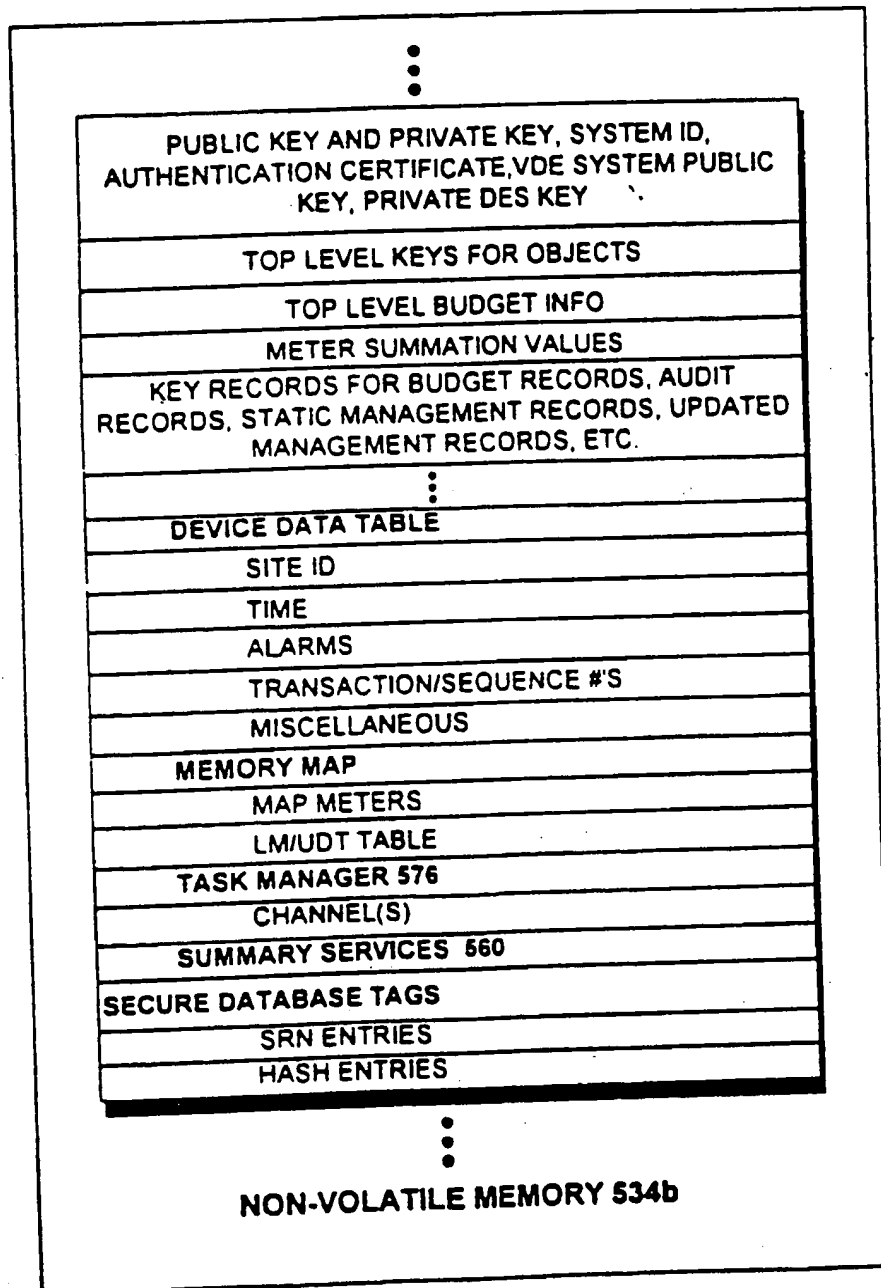 PUBLIC KEY AND PRIVATE KEY, SYSTEM ID,
AUTHENTICATION CERTIFICATE,VDE SYSTEM PUBLIC
KEY, PRIVATE DES KEY
TOP LEVEL KEYS FOR OBJECTS
TOP LEVEL BUDGET INFO
METER SUMMATION VALUES
KEY RECORDS FOR BUDGET RECORDS, AUDIT
RECORDS, STATIC MANAGEMENT RECORDS, UPDATED
MANAGEMENT RECORDS, ETC.
DEVICE DATA TABLE
SITE ID
TIME
ALARMS
TRANSACTION/SEQUENCE #'S
MISCELLANEOUS
MEMORY MAP
MAP METERS
LM/UDT TABLE
TASK MANAGER 576
CHANNEL(S)
SUMMARY SERVICES 560
SECURE DATABASE TAGS
SRN ENTRIES
HASH ENTRIES
NON-VOLATILE MEMORY 534b